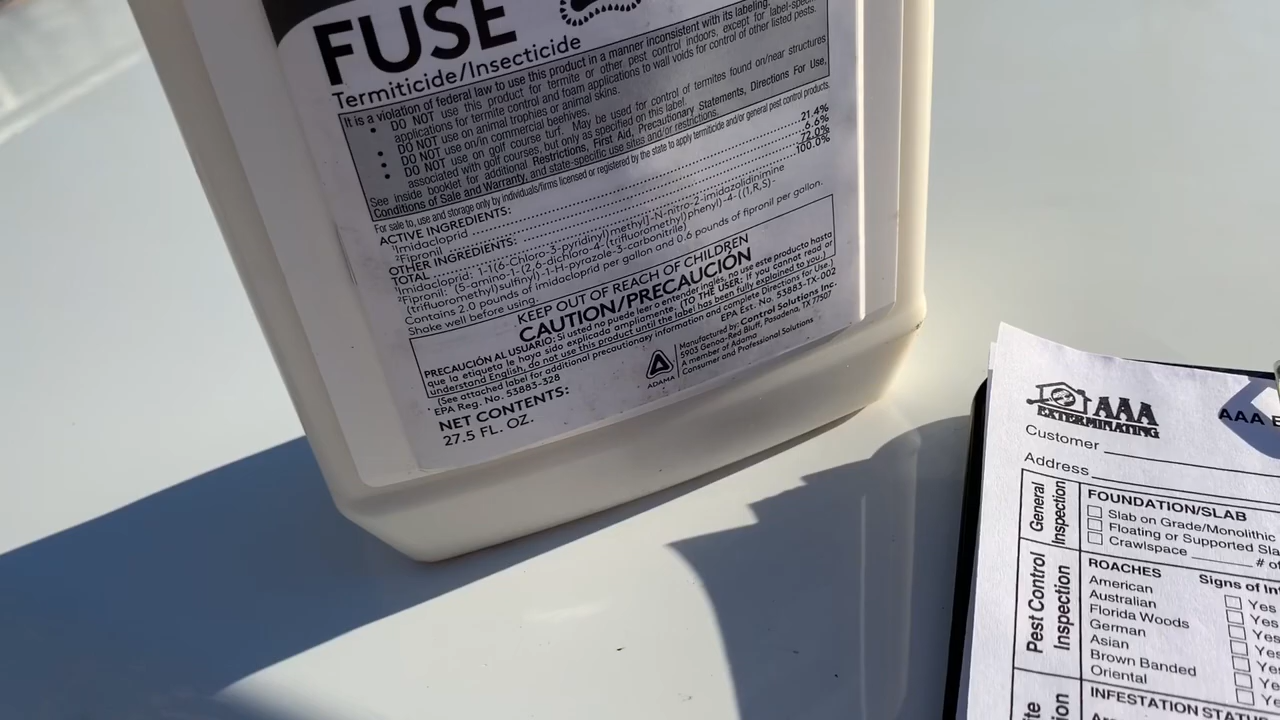 FUSE
Termiticide/Insecticide
It is a violation of federal law to use this product in a manner inconsistent with its labeling.
• DO NOT use this product for termite or other pest control indoors, except for label-specified
applications for termite control and foam applications to wall voids for control of other listed pests.
• DO NOT use on animal trophies or animal skins.
• DO NOT use on/in commercial beehives.
• DO NOT use on golf course turf. May be used for control of termites found on/near structures
associated with golf courses, but only as specified on this label.
See inside booklet for additional Restrictions, First Aid, Precautionary Statements, Directions For Use,
Conditions of Sale and Warranty, and state-specific use sites and/or restrictions.
For sale to, use and storage only by individuals/firms licensed or registered by the state to apply termiticide and/or general pest control products.
ACTIVE INGREDIENTS:
¹Imidacloprid 21.4%
²Fipronil 6.6%
OTHER INGREDIENTS: 72.0%
TOTAL 100.0%
¹Imidacloprid: 1-1(6-Chloro-3-pyridinyl)methyl]-N-nitro-2-imidazolidinimine
²Fipronil: (5-amino-1-(2,6-dichloro-4-(trifluoromethyl)phenyl)-4-((1,R,S)-
(trifluoromethyl)sulfinyl)-1-H-pyrazole-3-carbonitrile)
Contains 2.0 pounds of imidacloprid per gallon and 0.6 pounds of fipronil per gallon.
Shake well before using.
KEEP OUT OF REACH OF CHILDREN
CAUTION/PRECAUCIÓN
PRECAUCIÓN AL USUARIO: Si usted no puede leer o entender inglés, no use este producto hasta
que la etiqueta le haya sido explicada ampliamente. (TO THE USER: If you cannot read or
understand English, do not use this product until the label has been fully explained to you.)
(See attached label for additional precautionary information and complete Directions for Use.)
EPA Reg. No. 53883-328
EPA Est. No. 53883-TX-002
NET CONTENTS:
27.5 FL. OZ.
ADAMA
Manufactured by: Control Solutions Inc.
5903 Genoa-Red Bluff, Pasadena, TX 77507
A member of Adama
Consumer and Professional Solutions
AAA
EXTERMINATING
AAA
Customer
Address
General
Inspection
FOUNDATION/SLAB
Slab on Grade/Monolithic
Floating or Supported
Crawlspace
# of
Pest Control
Inspection
ROACHES
Signs of
American Yes
Australian Yes
Florida Woods Yes
German Yes
Asian
Brown Banded
Oriental
INFESTATION